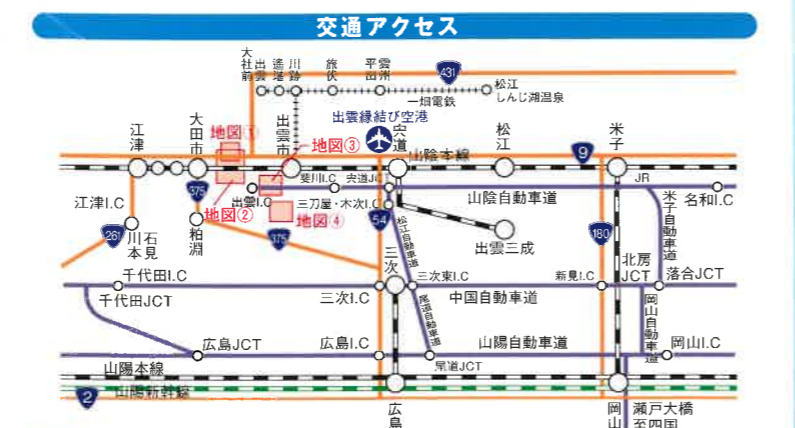 交通アクセス
大社前
出雲
遙堪
川跡
旅伏
平田
雲州
431
一畑電鉄
松江
しんじ湖温泉
出雲縁結び空港
江津
大田市
地図①
出雲市
地図③
宍道
山陰本線
松江
9
米子
JR
375
斐川I.C
宍道JC
江津I.C
出雲I.C
地図②
三刀屋・木次I.C
山陰自動車道
米子自動車道
名和I.C
地図④
54
261
石見
川本
粕淵
375
松江自動車道
出雲三成
180
三次
北房
JCT
千代田I.C
三次I.C
三次東I.C
中国自動車道
新見I.C
落合JCT
千代田JCT
尾道自動車道
岡山自動車道
広島JCT
広島I.C
山陽自動車道
岡山I.C
山陽本線
尾道JCT
山陽新幹線
2
広島
岡山
瀬戸大橋
至四国